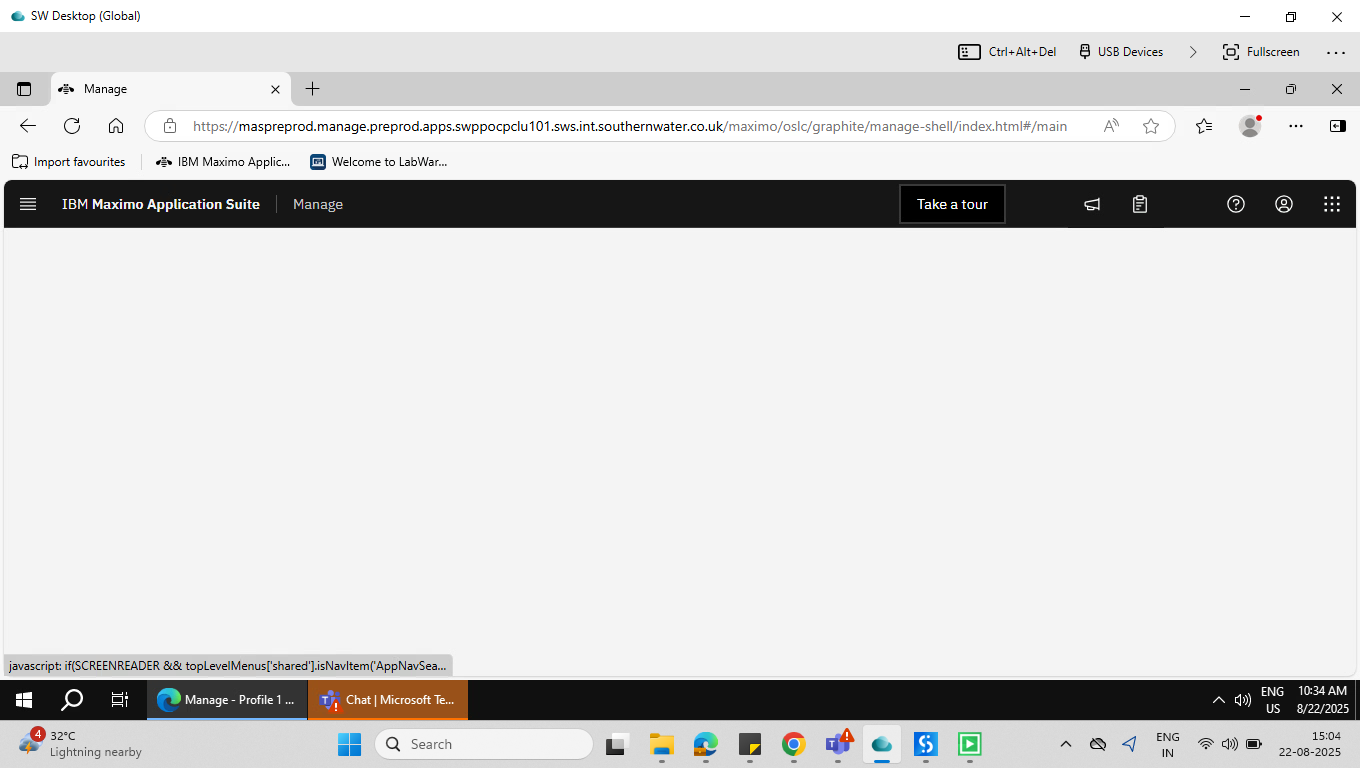 SW Desktop (Global)
Ctrl+Alt+Del
USB Devices
Fullscreen
Manage
https://maspreprod.manage.preprod.apps.swppocpclu101.sws.int.southernwater.co.uk/maximo/oslc/graphite/manage-shell/index.html#/main
Import favourites
IBM Maximo Applic...
Welcome to LabWar...
IBM Maximo Application Suite
Manage
Take a tour
javascript: if(SCREENREADER && topLevelMenus['shared'].isNavItem('AppNavSea...
Manage - Profile 1 ...
Chat | Microsoft Te...
ENG
US
10:34 AM
8/22/2025
4
32°C
Lightning nearby
Search
ENG
IN
15:04
22-08-2025